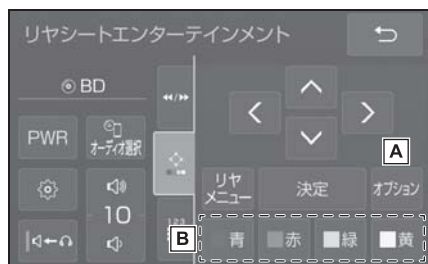 リヤシートエンターテインメント
BD
PWR
オーディオ選択
10
123
A
リヤ
メニュー
決定
オプション
B
青
赤
緑
黄